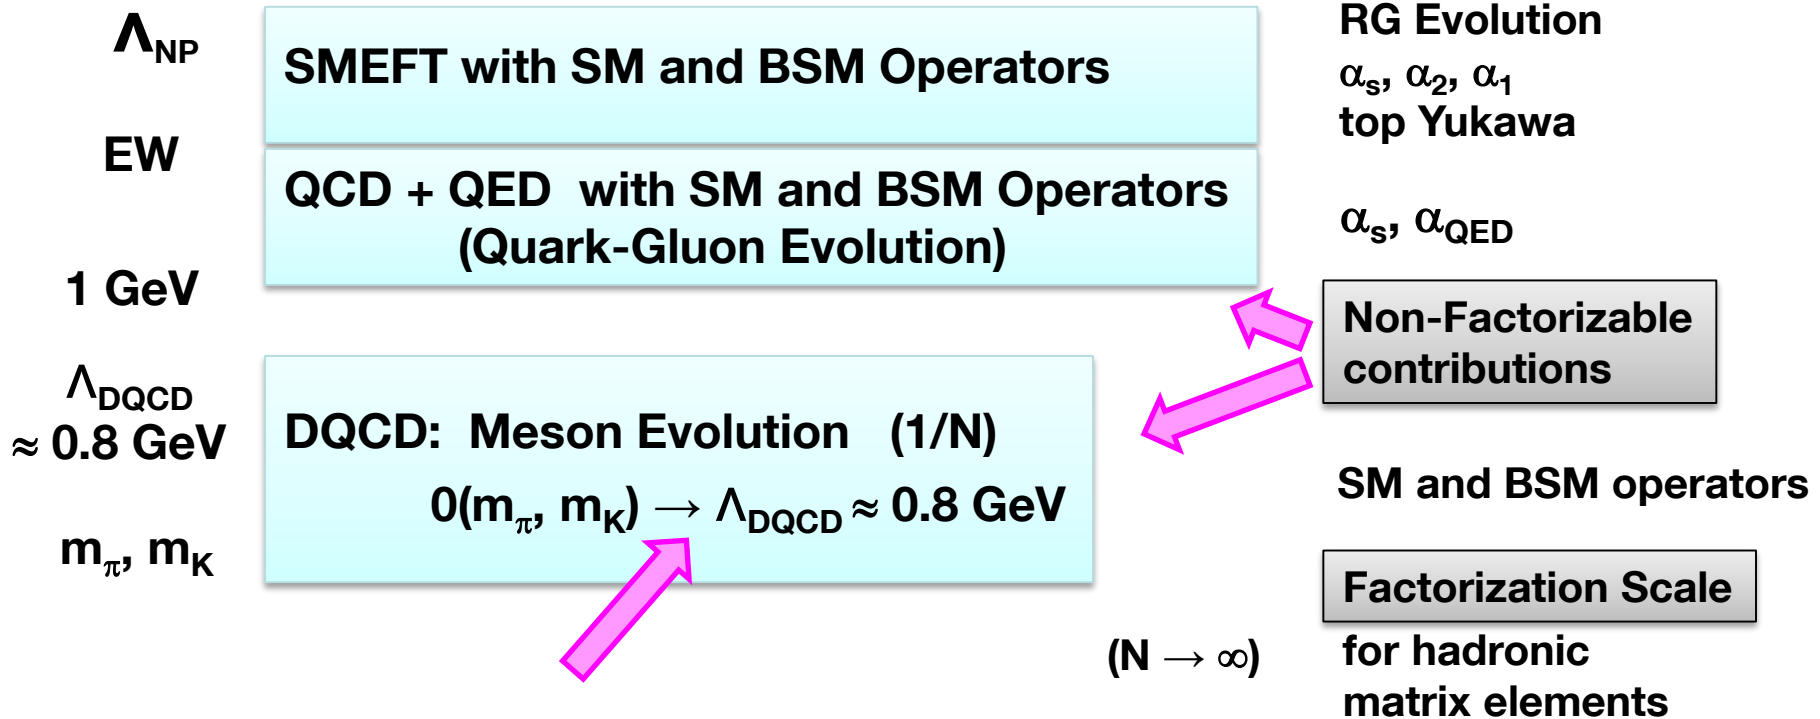 Λ_NP
EW
1 GeV
Λ_DQCD
≈ 0.8 GeV
m_π, m_K
SMEFT with SM and BSM Operators
QCD + QED with SM and BSM Operators
(Quark-Gluon Evolution)
DQCD: Meson Evolution (1/N)
0(m_π, m_K) → Λ_DQCD ≈ 0.8 GeV
(N → ∞)
RG Evolution
α_s, α_2, α_1
top Yukawa
α_s, α_QED
Non-Factorizable
contributions
SM and BSM operators
Factorization Scale
for hadronic
matrix elements